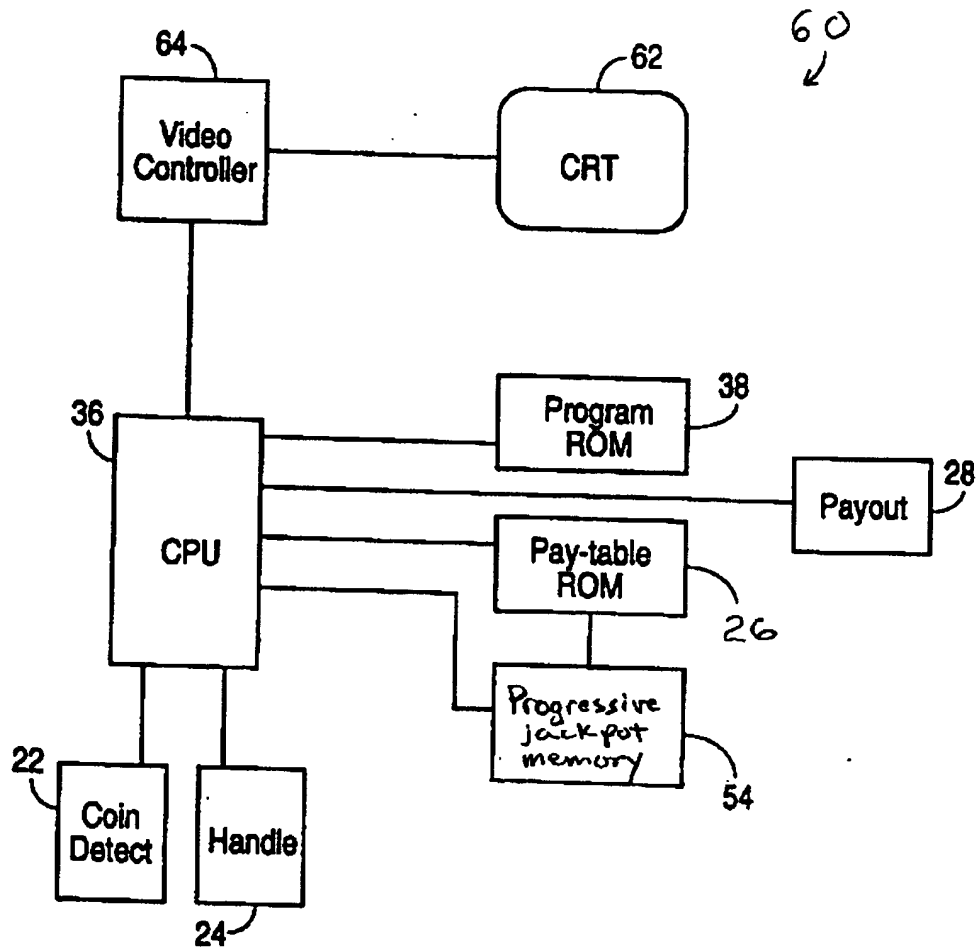 60
64
62
Video
Controller
CRT
36
38
Program
ROM
28
Payout
CPU
Pay-table
ROM
26
Progressive
jackpot
memory
54
22
Coin
Detect
Handle
24